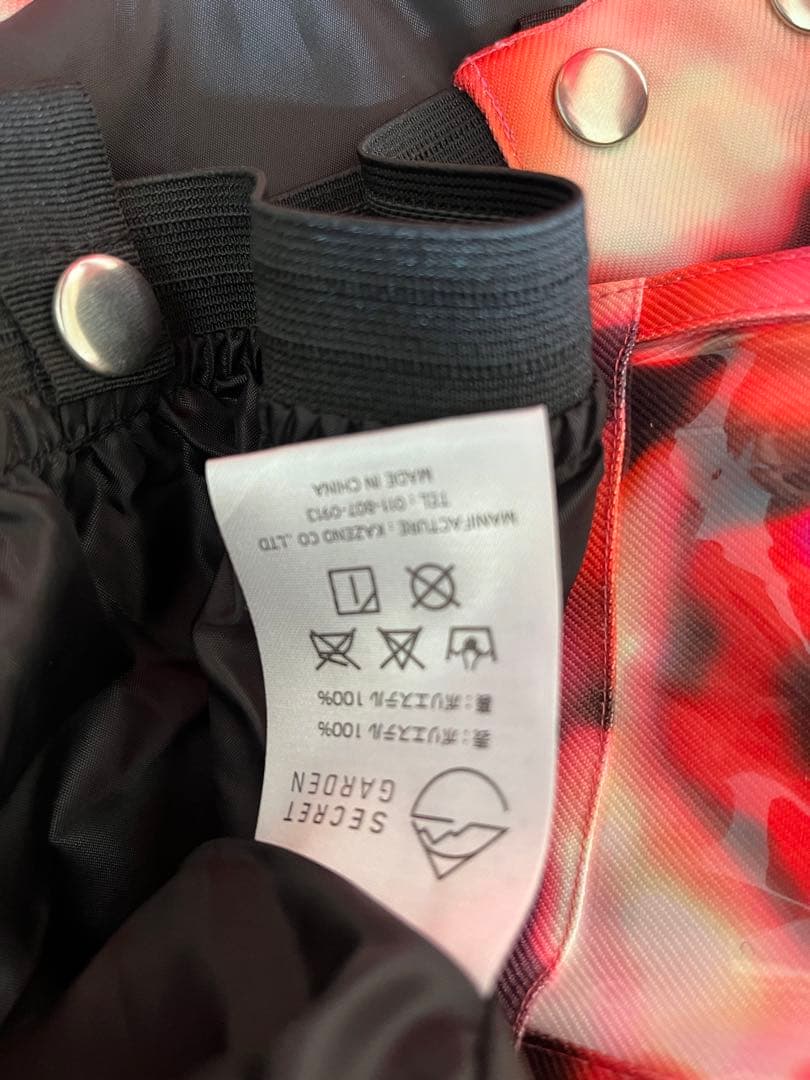 SECRET
GARDEN
表：ポリエステル 100%
裏：ポリエステル 100%
MANIFACTURE : KAZENO CO .,LTD
TEL : 011-807-0913
MADE IN CHINA